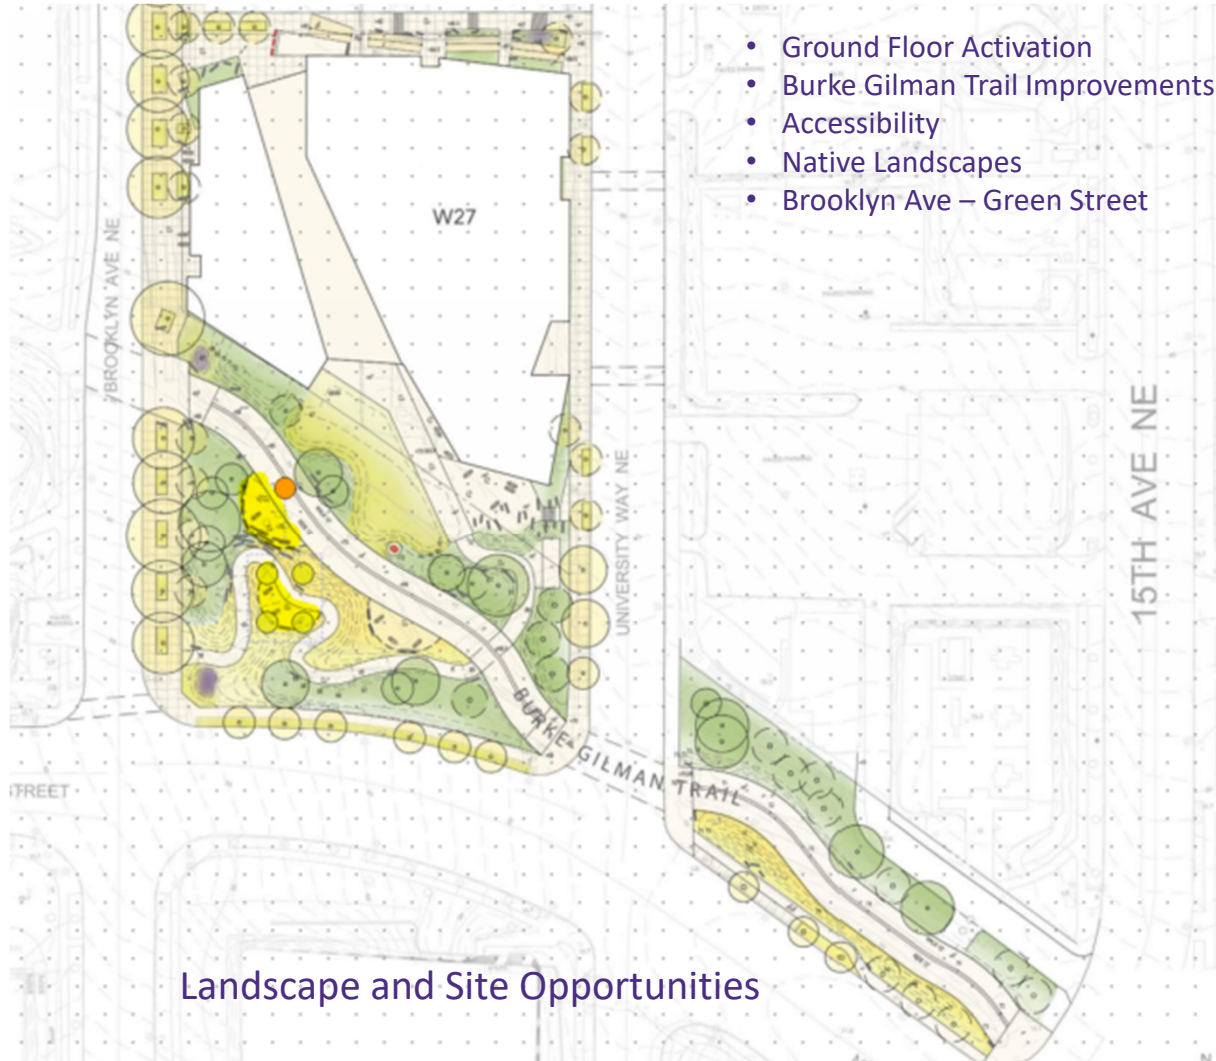 • Ground Floor Activation
• Burke Gilman Trail Improvements
• Accessibility
• Native Landscapes
• Brooklyn Ave – Green Street
W27
BROOKLYN AVE NE
UNIVERSITY WAY NE
15TH AVE NE
BURKE-GILMAN TRAIL
STREET
Landscape and Site Opportunities